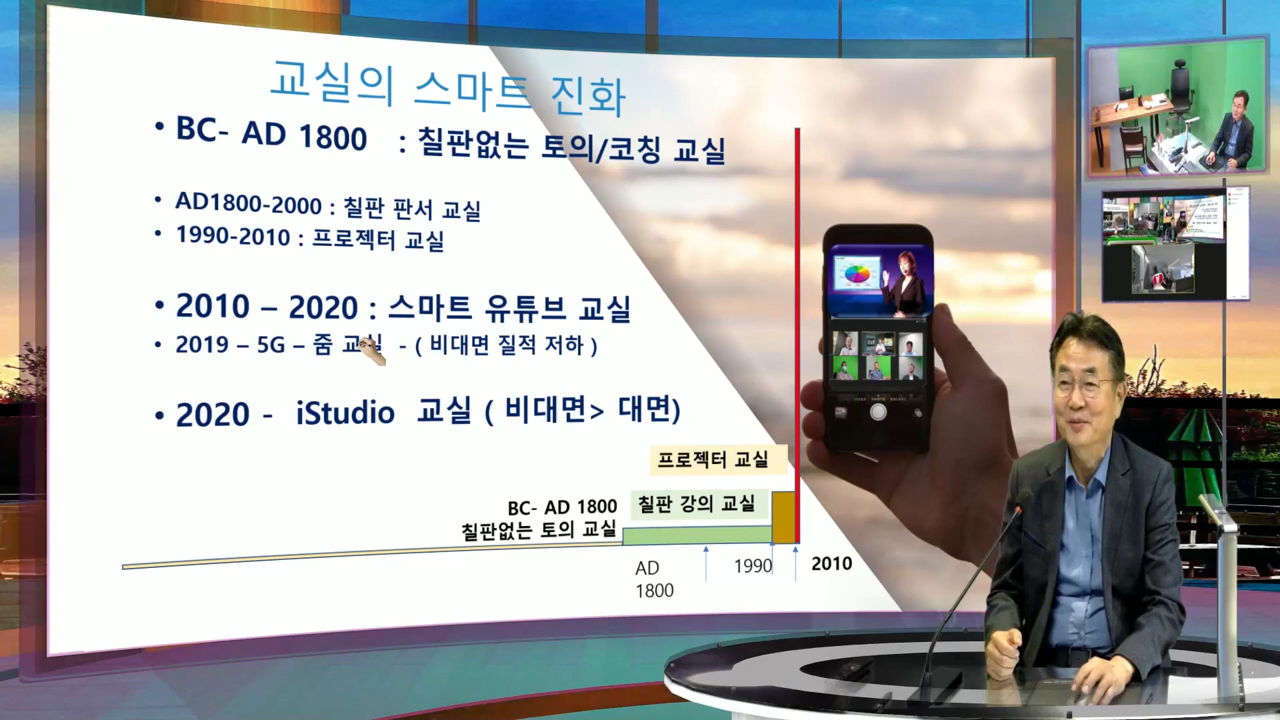 교실의 스마트 진화
• BC- AD 1800 : 칠판없는 토의/코칭 교실
• AD1800-2000 : 칠판 판서 교실
• 1990-2010 : 프로젝터 교실
• 2010 – 2020 : 스마트 유튜브 교실
• 2019 – 5G – 줌 교실 - ( 비대면 질적 저하 )
• 2020 - iStudio 교실 ( 비대면> 대면)
프로젝터 교실
BC- AD 1800
칠판없는 토의 교실
칠판 강의 교실
AD
1800
1990
2010